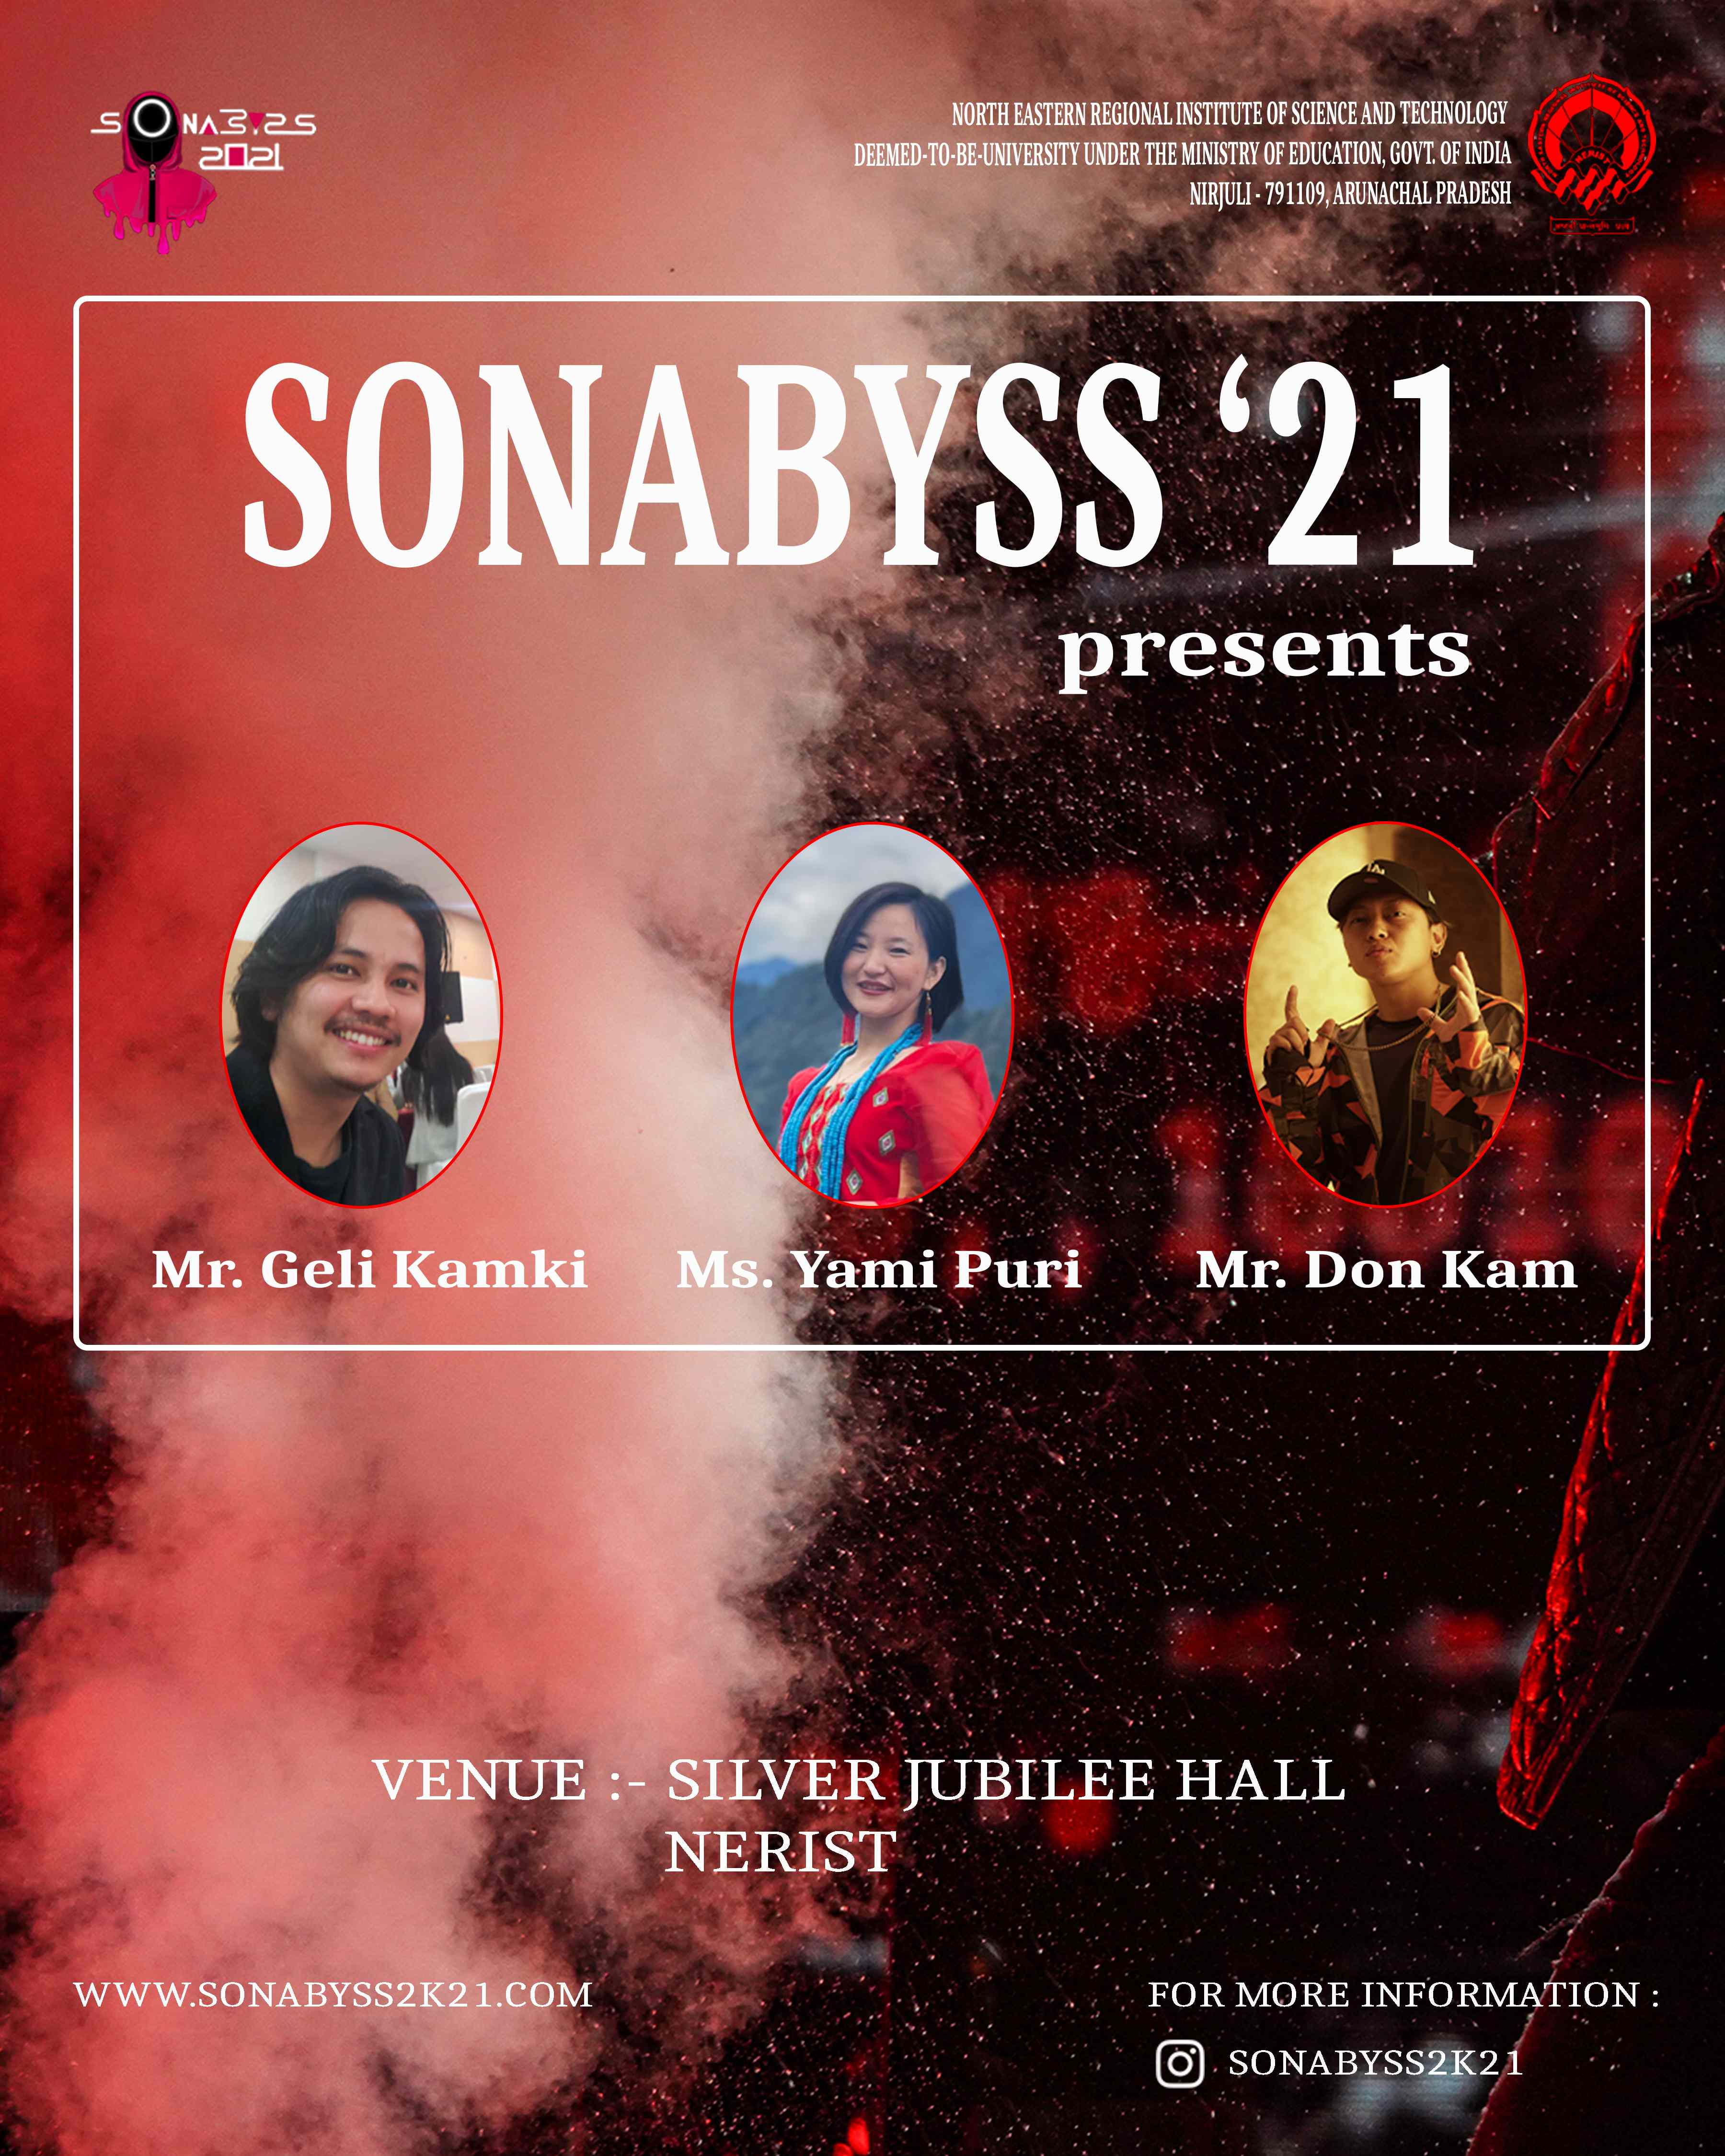 SONABYSS
2021
NORTH EASTERN REGIONAL INSTITUTE OF SCIENCE AND TECHNOLOGY
DEEMED-TO-BE-UNIVERSITY UNDER THE MINISTRY OF EDUCATION, GOVT. OF INDIA
NIRJULI - 791109, ARUNACHAL PRADESH
NERIST
SONABYSS ‘21
presents
Mr. Geli Kamki
Ms. Yami Puri
Mr. Don Kam
VENUE :- SILVER JUBILEE HALL
NERIST
WWW.SONABYSS2K21.COM
FOR MORE INFORMATION :
SONABYSS2K21